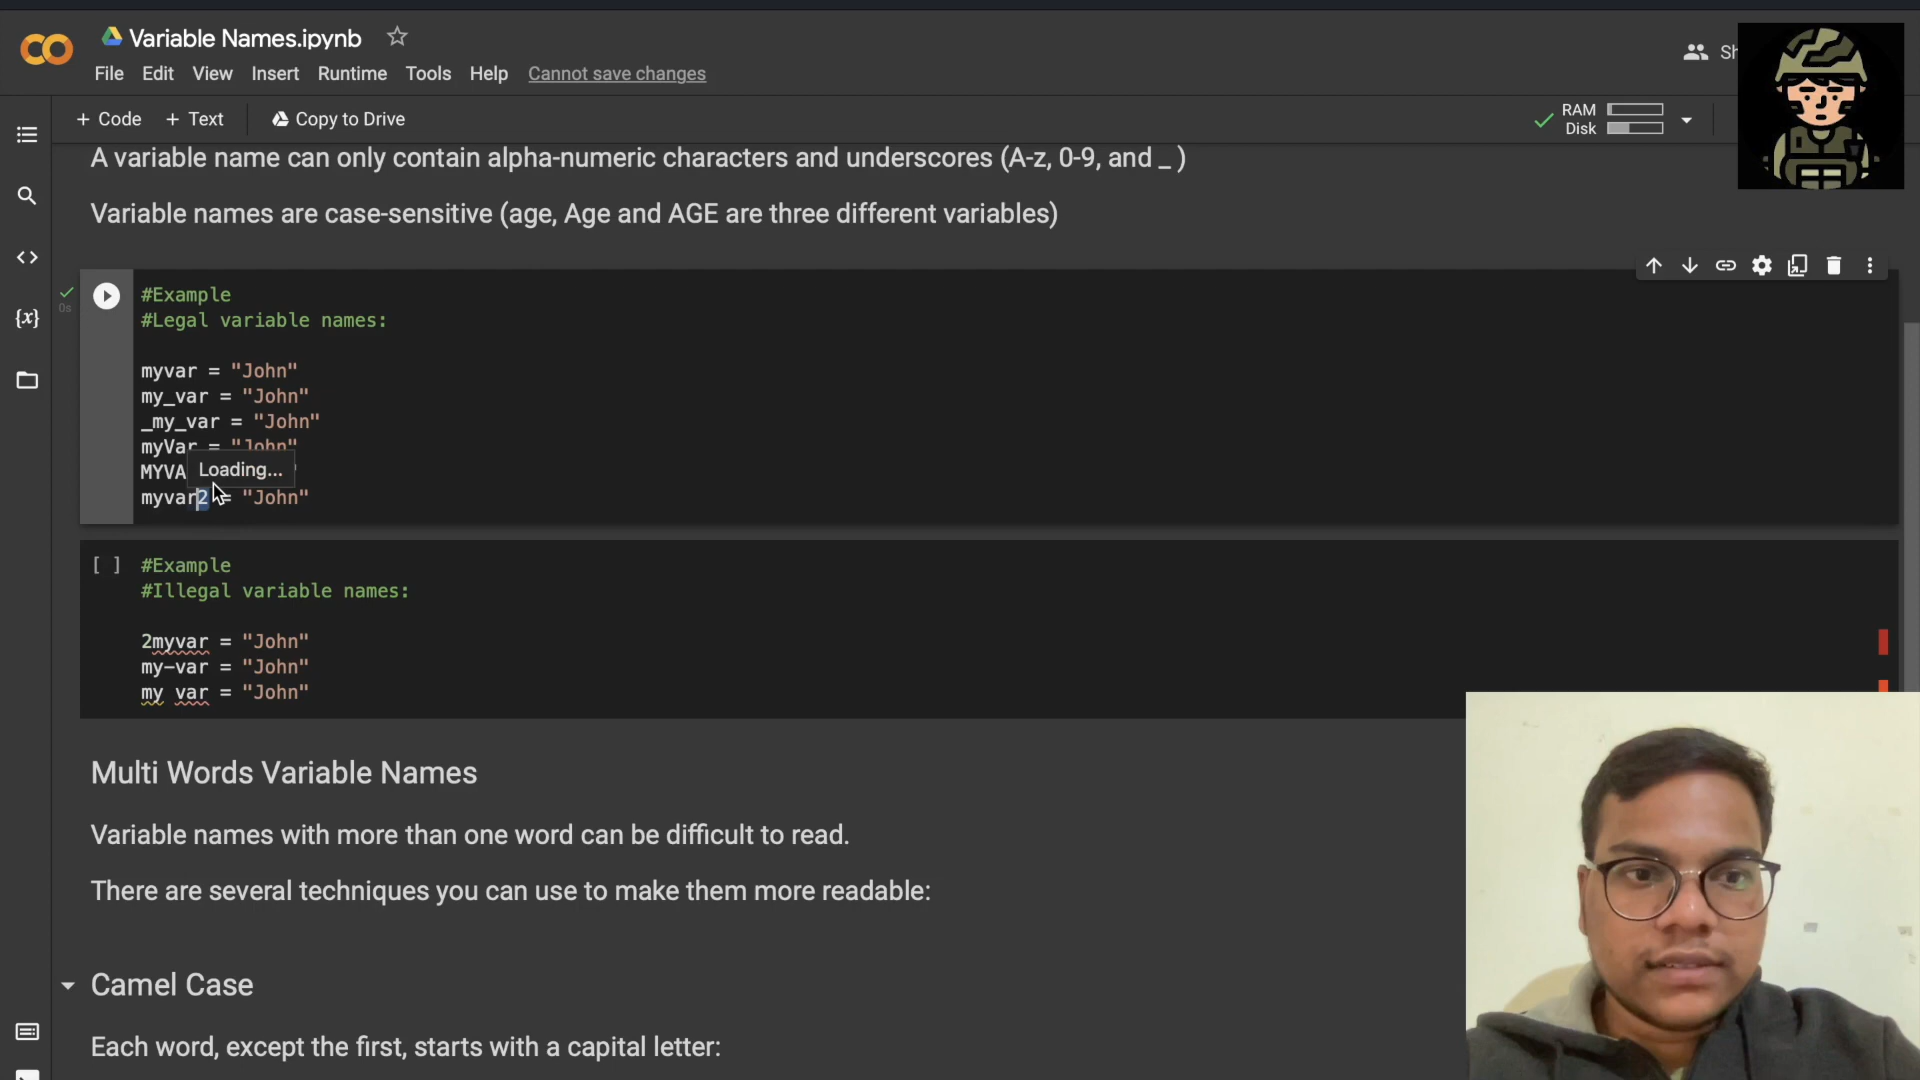 Variable Names.ipynb
File Edit View Insert Runtime Tools Help Cannot save changes
+ Code + Text Copy to Drive
RAM
Disk
A variable name can only contain alpha-numeric characters and underscores (A-z, 0-9, and _ )
Variable names are case-sensitive (age, Age and AGE are three different variables)
0s
#Example
#Legal variable names:
myvar = "John"
my_var = "John"
_my_var = "John"
myVar = "John"
Loading...
myvar2 = "John"
[ ] #Example
#Illegal variable names:
2myvar = "John"
my-var = "John"
my var = "John"
Multi Words Variable Names
Variable names with more than one word can be difficult to read.
There are several techniques you can use to make them more readable:
Camel Case
Each word, except the first, starts with a capital letter: